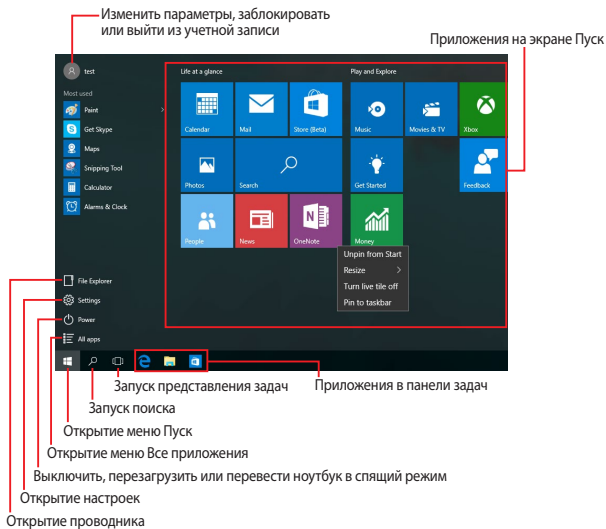 Изменить параметры, заблокировать
или выйти из учетной записи
Приложения на экране Пуск
test
Life at a glance
Play and Explore
Most used
Paint
Get Skype
Maps
Snipping Tool
Calculator
Alarms & Clock
Calendar
Mail
Store (Beta)
Music
Movies & TV
Xbox
Photos
Search
Get Started
Feedback
People
News
OneNote
Money
Unpin from Start
Resize
Turn live tile off
Pin to taskbar
File Explorer
Settings
Power
All apps
Запуск представления задач
Приложения в панели задач
Запуск поиска
Открытие меню Пуск
Открытие меню Все приложения
Выключить, перезагрузить или перевести ноутбук в спящий режим
Открытие настроек
Открытие проводника